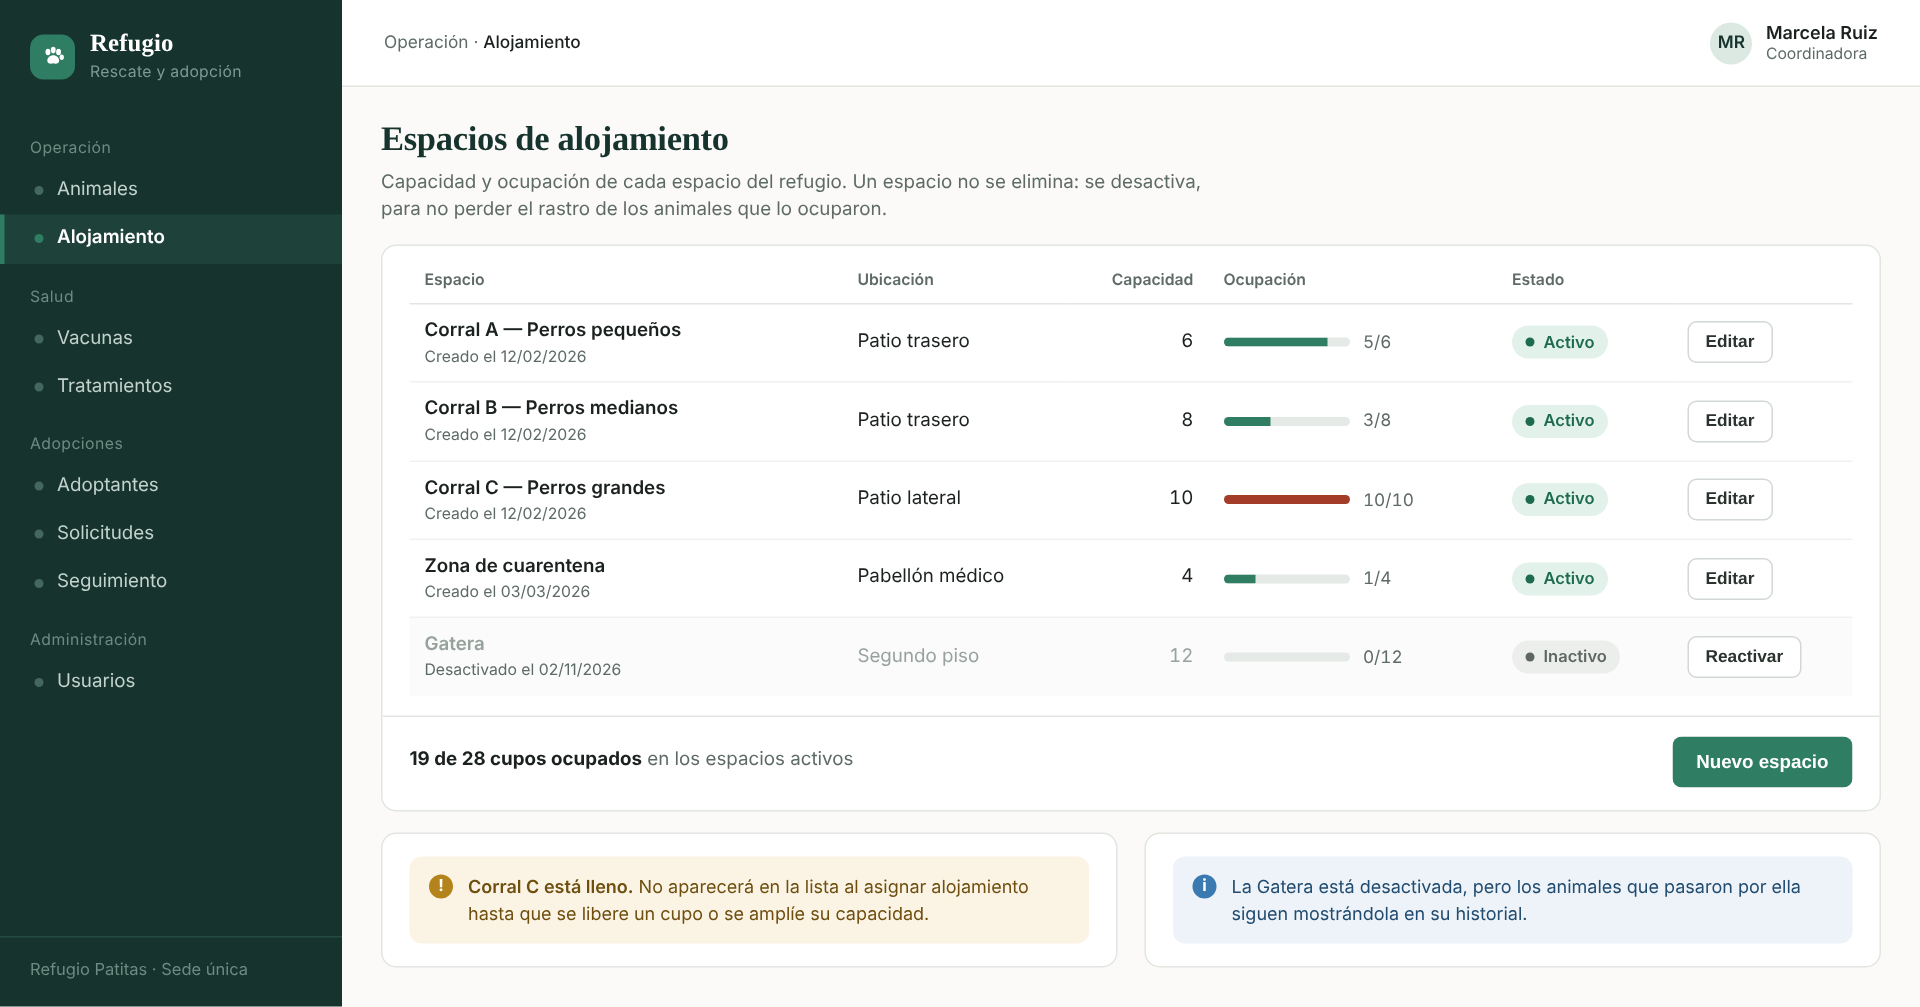 Refugio
Rescate y adopción
Operación
Animales
Alojamiento
Salud
Vacunas
Tratamientos
Adopciones
Adoptantes
Solicitudes
Seguimiento
Administración
Usuarios
Refugio Patitas · Sede única
Operación · Alojamiento
MR
Marcela Ruiz
Coordinadora
Espacios de alojamiento
Capacidad y ocupación de cada espacio del refugio. Un espacio no se elimina: se desactiva,
para no perder el rastro de los animales que lo ocuparon.
Espacio Ubicación Capacidad Ocupación Estado
Corral A — Perros pequeños
Creado el 12/02/2026
Patio trasero 6 5/6 Activo Editar
Corral B — Perros medianos
Creado el 12/02/2026
Patio trasero 8 3/8 Activo Editar
Corral C — Perros grandes
Creado el 12/02/2026
Patio lateral 10 10/10 Activo Editar
Zona de cuarentena
Creado el 03/03/2026
Pabellón médico 4 1/4 Activo Editar
Gatera
Desactivado el 02/11/2026
Segundo piso 12 0/12 Inactivo Reactivar
19 de 28 cupos ocupados en los espacios activos
Nuevo espacio
! Corral C está lleno. No aparecerá en la lista al asignar alojamiento
hasta que se libere un cupo o se amplíe su capacidad.
i La Gatera está desactivada, pero los animales que pasaron por ella
siguen mostrándola en su historial.